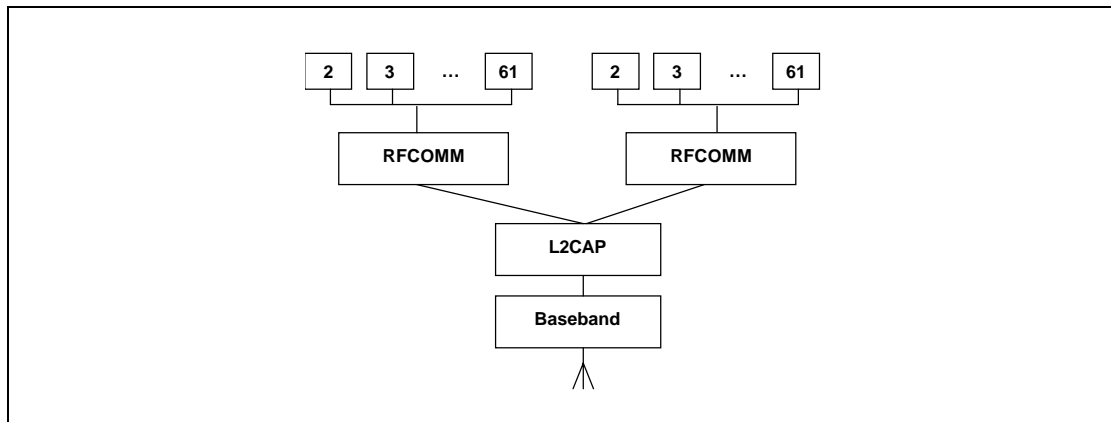 2 3 ... 61 2 3 ... 61
RFCOMM RFCOMM
L2CAP
Baseband